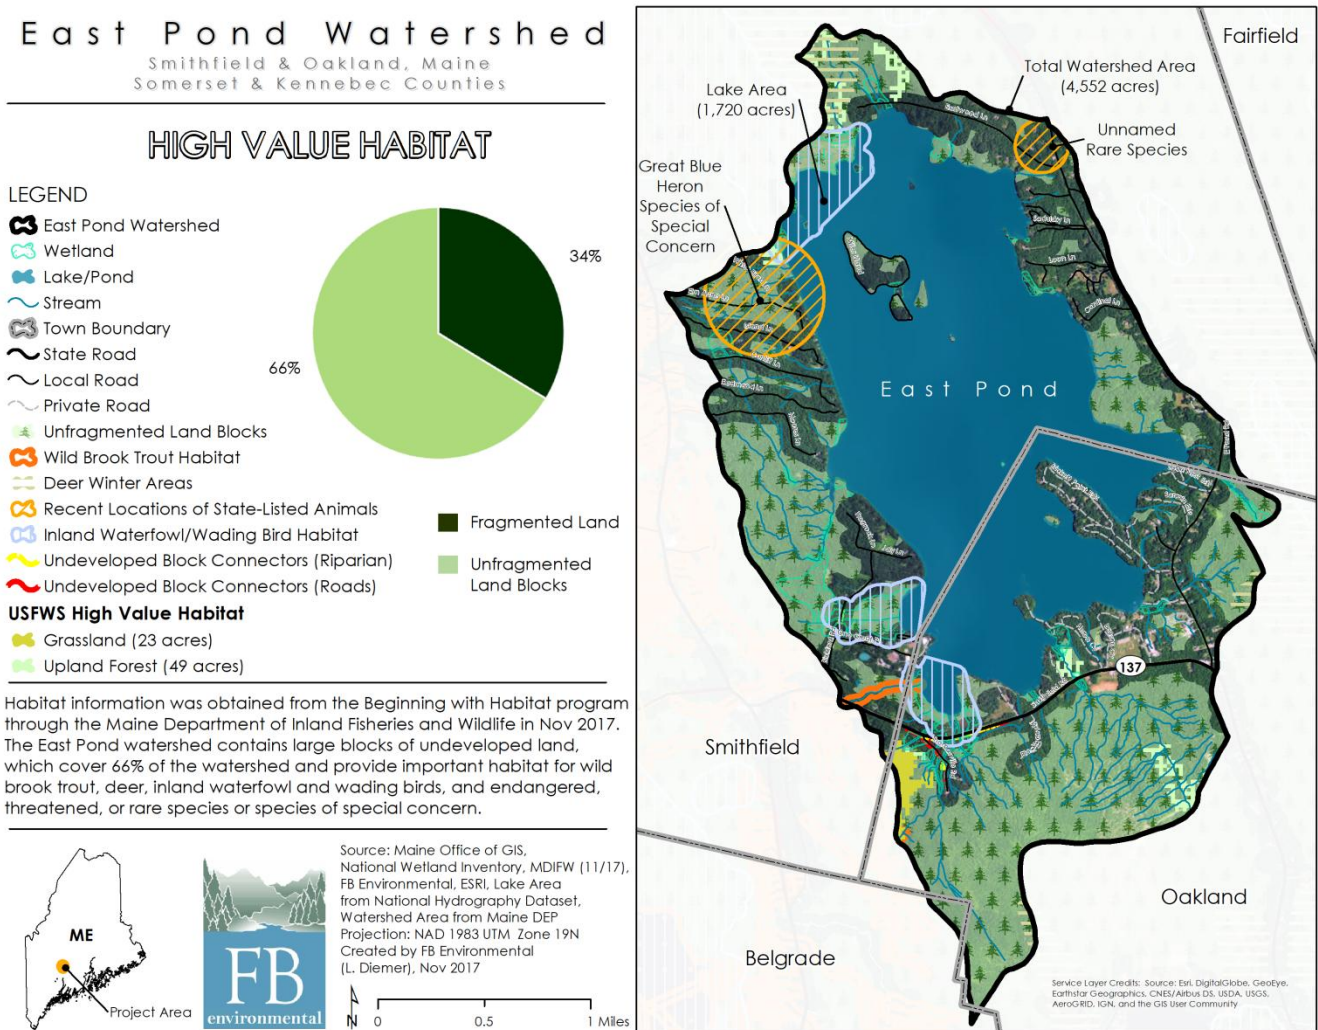 East Pond Watershed
Smithfield & Oakland, Maine
Somerset & Kennebec Counties
HIGH VALUE HABITAT
LEGEND
East Pond Watershed
Wetland
Lake/Pond
Stream
Town Boundary
State Road
Local Road
Private Road
Unfragmented Land Blocks
Wild Brook Trout Habitat
Deer Winter Areas
Recent Locations of State-Listed Animals
Inland Waterfowl/Wading Bird Habitat
Undeveloped Block Connectors (Riparian)
Undeveloped Block Connectors (Roads)
USFWS High Value Habitat
Grassland (23 acres)
Upland Forest (49 acres)
34%
66%
Fragmented Land
Unfragmented
Land Blocks
Habitat information was obtained from the Beginning with Habitat program
through the Maine Department of Inland Fisheries and Wildlife in Nov 2017.
The East Pond watershed contains large blocks of undeveloped land,
which cover 66% of the watershed and provide important habitat for wild
brook trout, deer, inland waterfowl and wading birds, and endangered,
threatened, or rare species or species of special concern.
ME
Project Area
FB
environmental
Source: Maine Office of GIS,
National Wetland Inventory, MDIFW (11/17),
FB Environmental, ESRI, Lake Area
from National Hydrography Dataset,
Watershed Area from Maine DEP
Projection: NAD 1983 UTM Zone 19N
Created by FB Environmental
(L. Diemer), Nov 2017
N
0 0.5 1 Miles
Fairfield
Total Watershed Area
(4,552 acres)
Lake Area
(1,720 acres)
Unnamed
Rare Species
Great Blue
Heron
Species of
Special
Concern
Loon Ln
Cardinal Ln
East Pond
137
Smithfield
Oakland
Belgrade
Service Layer Credits: Source: Esri, DigitalGlobe, GeoEye,
Earthstar Geographics, CNES/Airbus DS, USDA, USGS,
AeroGRID, IGN, and the GIS User Community